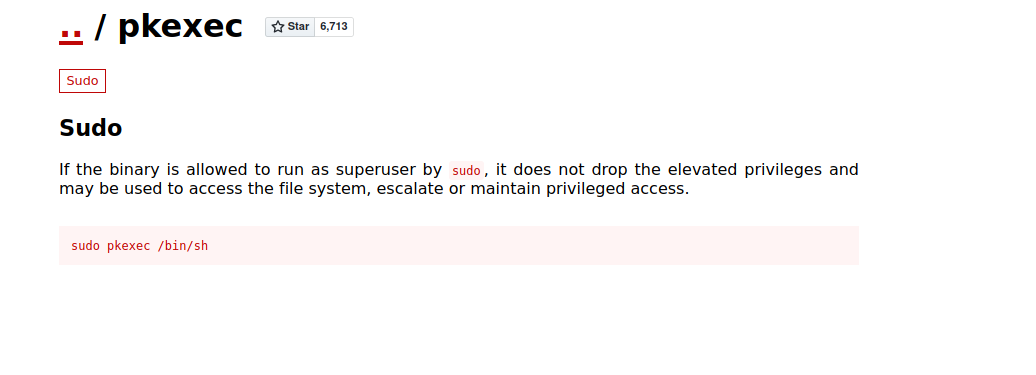 .. / pkexec Star 6,713
Sudo
Sudo
If the binary is allowed to run as superuser by sudo, it does not drop the elevated privileges and
may be used to access the file system, escalate or maintain privileged access.
sudo pkexec /bin/sh